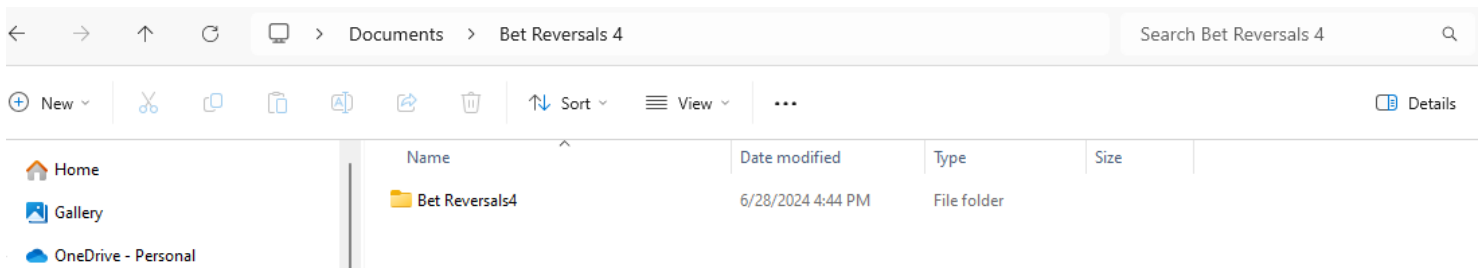 Documents > Bet Reversals 4 Search Bet Reversals 4
New Sort View ... Details
Name Date modified Type Size
Home
Bet Reversals4 6/28/2024 4:44 PM File folder
Gallery
OneDrive - Personal